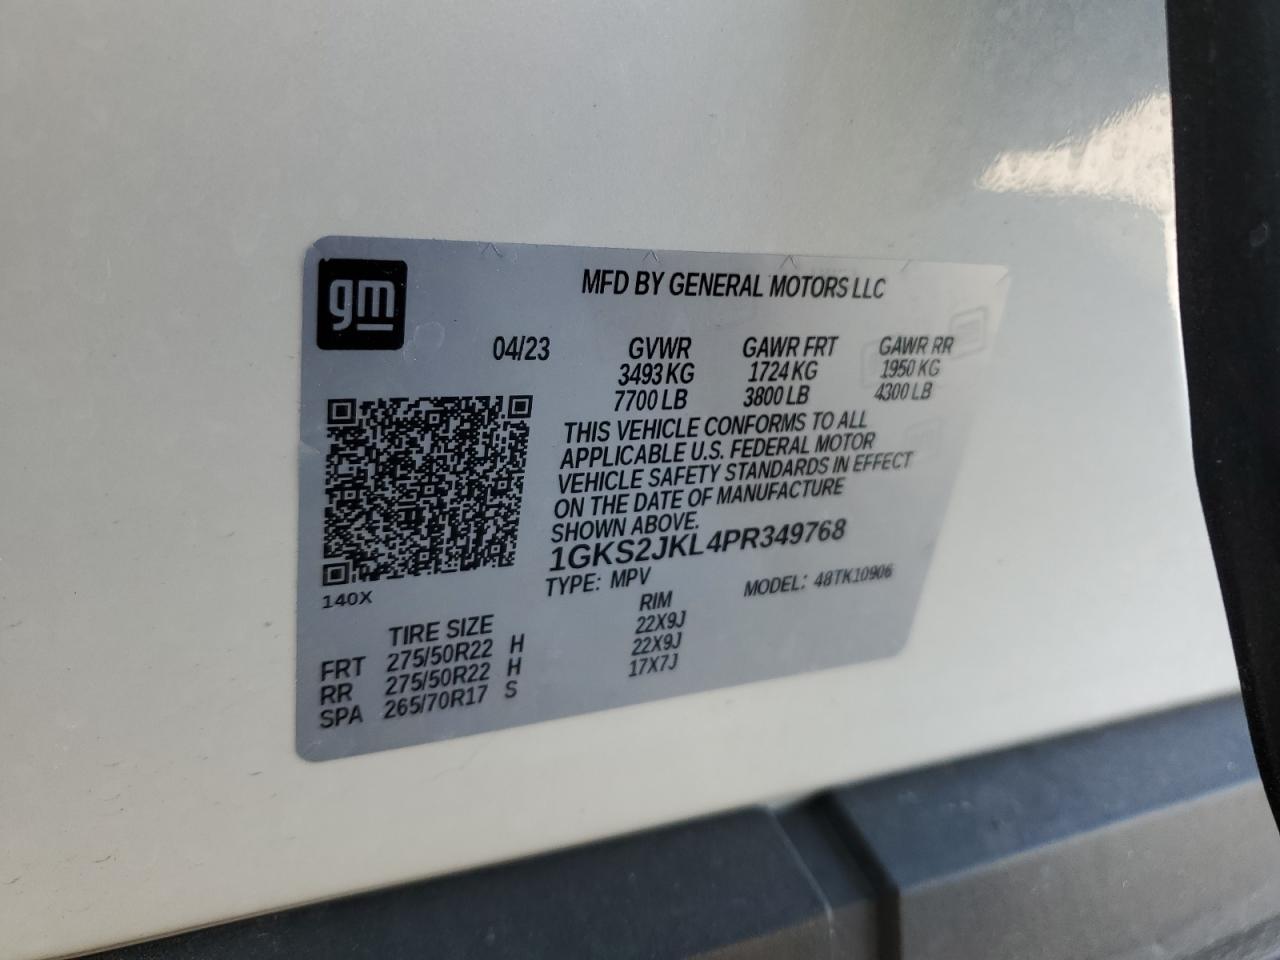 gm
MFD BY GENERAL MOTORS LLC
04/23 GVWR GAWR FRT GAWR RR
3493 KG 1724 KG 1950 KG
7700 LB 3800 LB 4300 LB
THIS VEHICLE CONFORMS TO ALL
APPLICABLE U.S. FEDERAL MOTOR
VEHICLE SAFETY STANDARDS IN EFFECT
ON THE DATE OF MANUFACTURE
SHOWN ABOVE.
1GKS2JKL4PR349768
TYPE: MPV MODEL: 48TK10906
140X
TIRE SIZE RIM
FRT 275/50R22 H 22X9J
RR 275/50R22 H 22X9J
SPA 265/70R17 S 17X7J